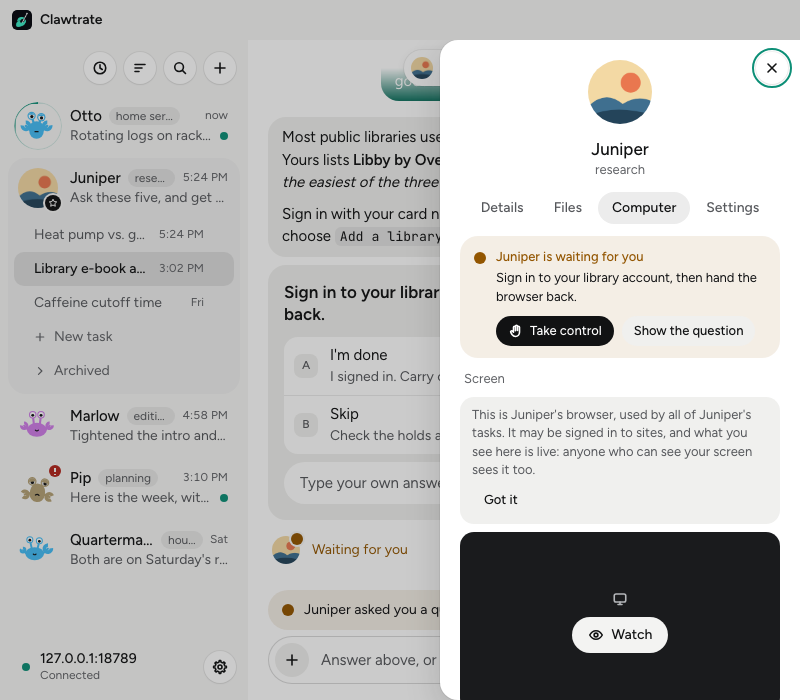 Clawtrate
Otto home ser... now
Rotating logs on rack...
Juniper rese... 5:24 PM
Ask these five, and get ...
Heat pump vs. g... 5:24 PM
Library e-book a... 3:02 PM
Caffeine cutoff time Fri
New task
Archived
Marlow editi... 4:58 PM
Tightened the intro and...
Pip planning 3:10 PM
Here is the week, wit...
Quarterma... hou... Sat
Both are on Saturday's r...
127.0.0.1:18789
Connected
go
Most public libraries use
Yours lists Libby by Ove
the easiest of the three
Sign in with your card n
choose Add a library
Sign in to your librar
back.
A I'm done
I signed in. Carry o
B Skip
Check the holds a
Type your own answe
Waiting for you
Juniper asked you a q
Answer above, or
Juniper
research
Details Files Computer Settings
Juniper is waiting for you
Sign in to your library account, then hand the
browser back.
Take control Show the question
Screen
This is Juniper's browser, used by all of Juniper's
tasks. It may be signed in to sites, and what you
see here is live: anyone who can see your screen
sees it too.
Got it
Watch